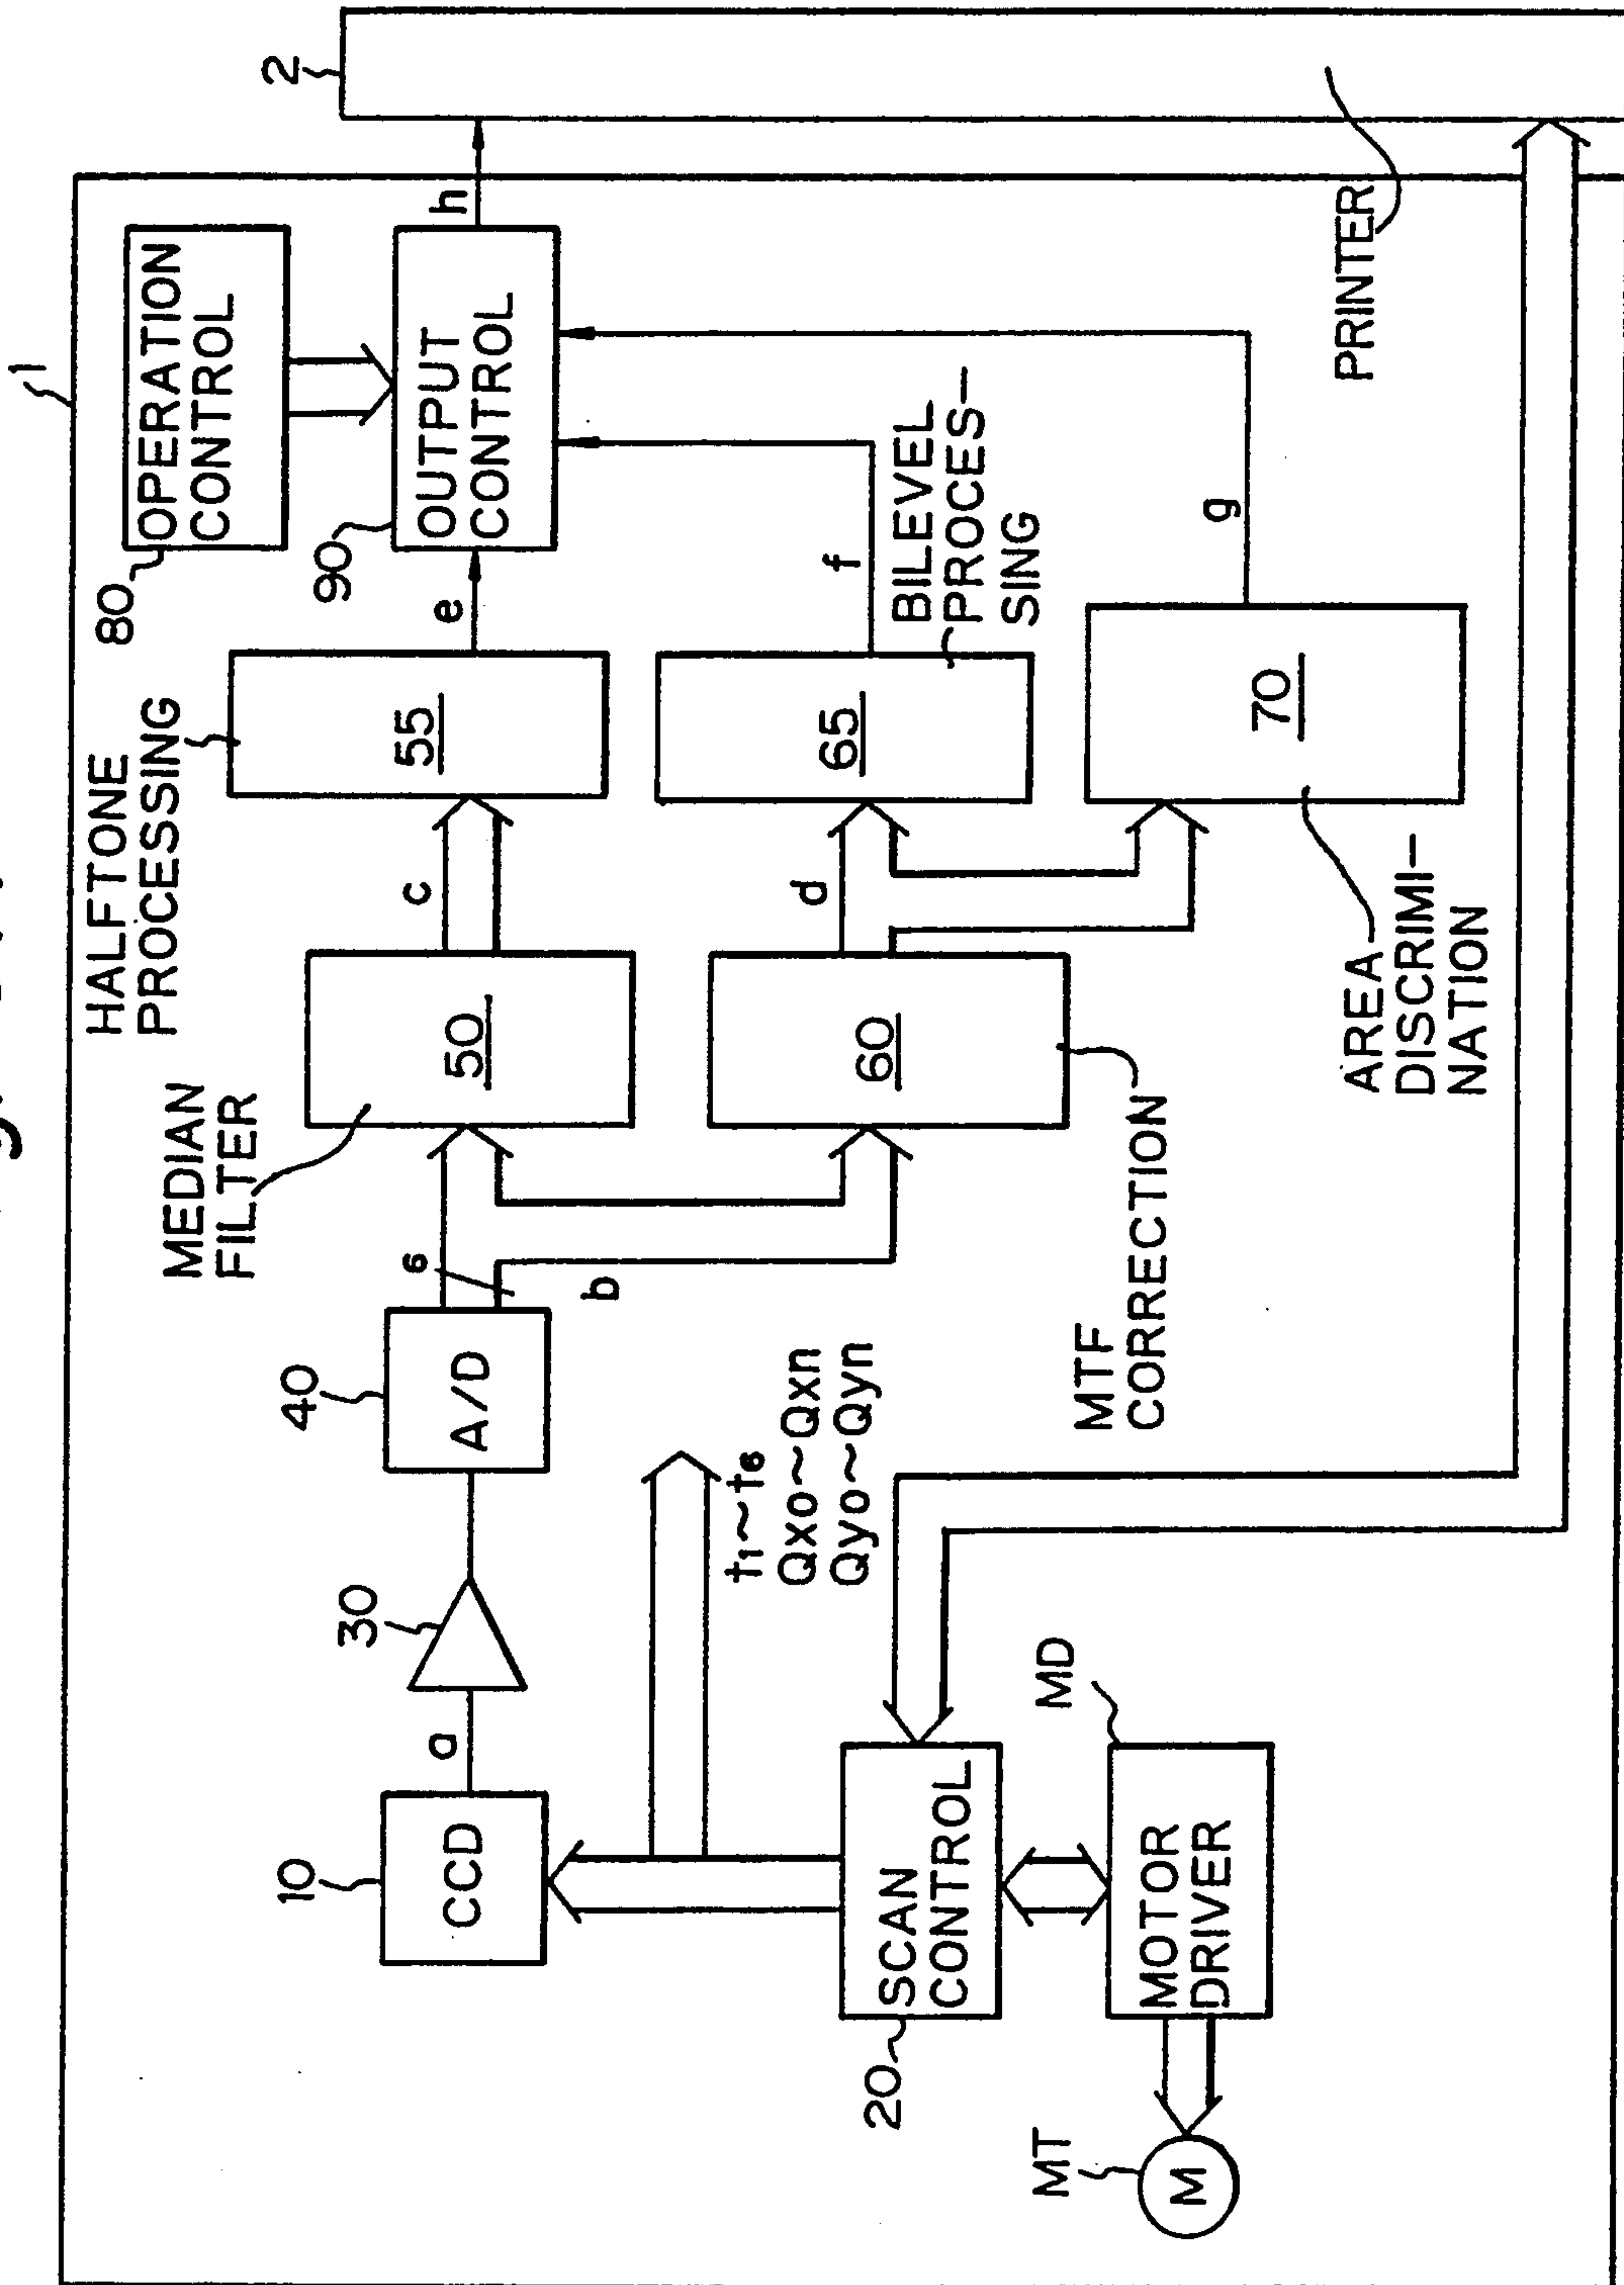 1
2
80
OPERATION
CONTROL
90
OUTPUT
CONTROL
h
HALFTONE
PROCESSING
55
e
MEDIAN
FILTER
50
c
40
A/D
6
b
30
a
10
CCD
60
d
65
f
BILEVEL
PROCES-
SING
70
g
AREA
DISCRIMI-
NATION
MTF
CORRECTION
t1~t6
Qxo~Qxn
Qyo~Qyn
20
SCAN
CONTROL
MD
MOTOR
DRIVER
MT
M
PRINTER